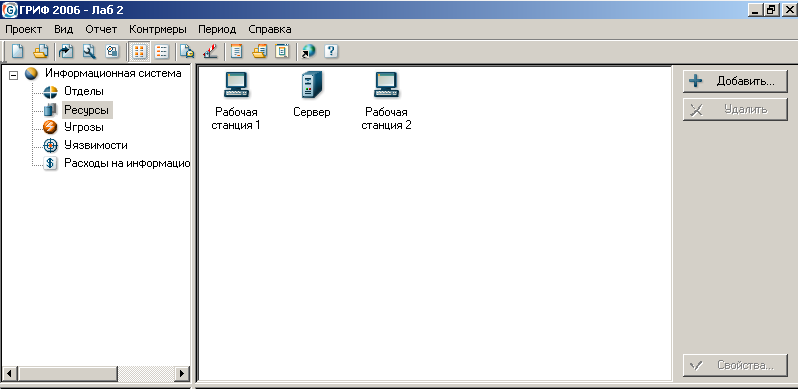 ГРИФ 2006 - Лаб 2
Проект Вид Отчет Контрмеры Период Справка
Информационная система
Отделы
Ресурсы
Угрозы
Уязвимости
Расходы на информацио
Рабочая
станция 1
Сервер
Рабочая
станция 2
Добавить...
Удалить
Свойства...